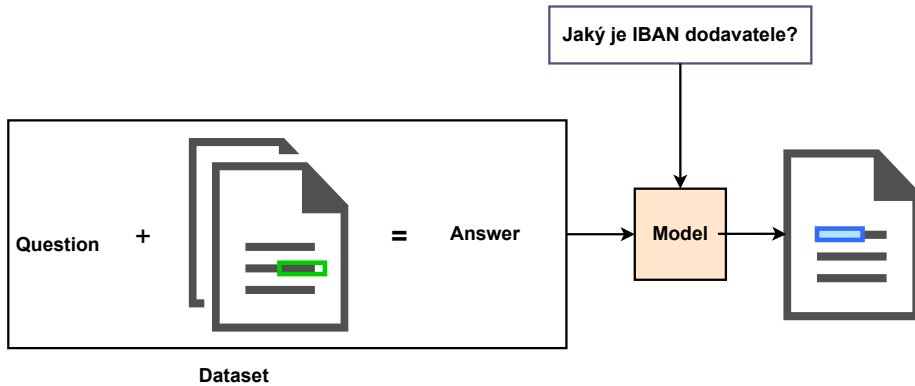 Jaký je IBAN dodavatele?
Question + = Answer
Model
Dataset